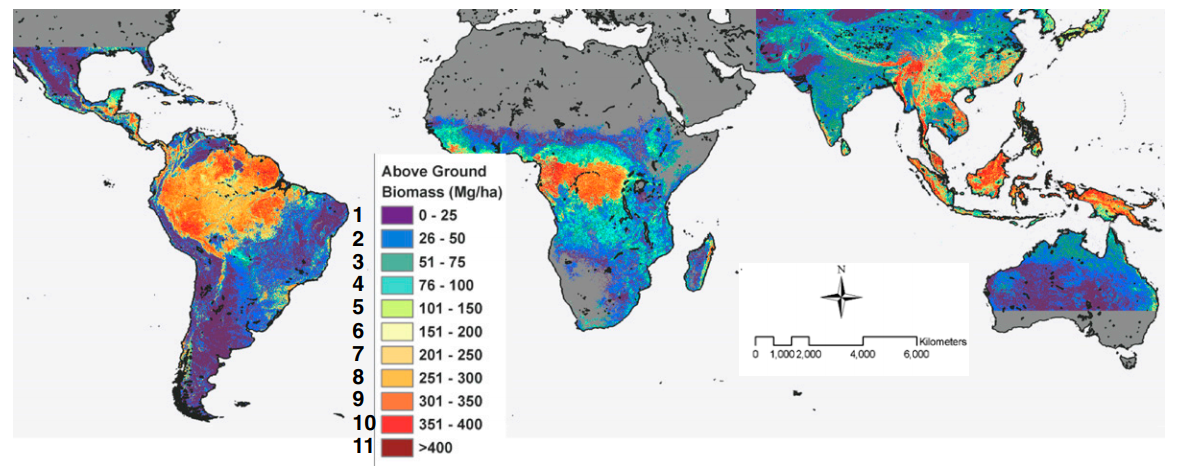 Above Ground
Biomass (Mg/ha)
1 0 - 25
2 26 - 50
3 51 - 75
4 76 - 100
5 101 - 150
6 151 - 200
7 201 - 250
8 251 - 300
9 301 - 350
10 351 - 400
11 >400
N
Kilometers
0 1,000 2,000 4,000 6,000